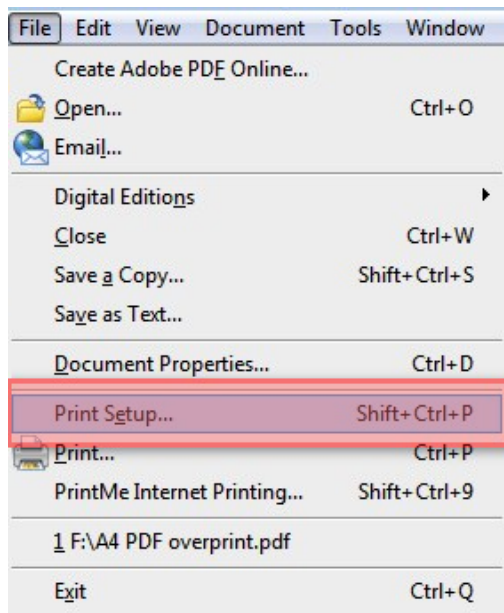 File Edit View Document Tools Window
Create Adobe PDF Online...
Open... Ctrl+O
Email...
Digital Editions
Close Ctrl+W
Save a Copy... Shift+Ctrl+S
Save as Text...
Document Properties... Ctrl+D
Print Setup... Shift+Ctrl+P
Print... Ctrl+P
PrintMe Internet Printing... Shift+Ctrl+9
1 F:\A4 PDF overprint.pdf
Exit Ctrl+Q